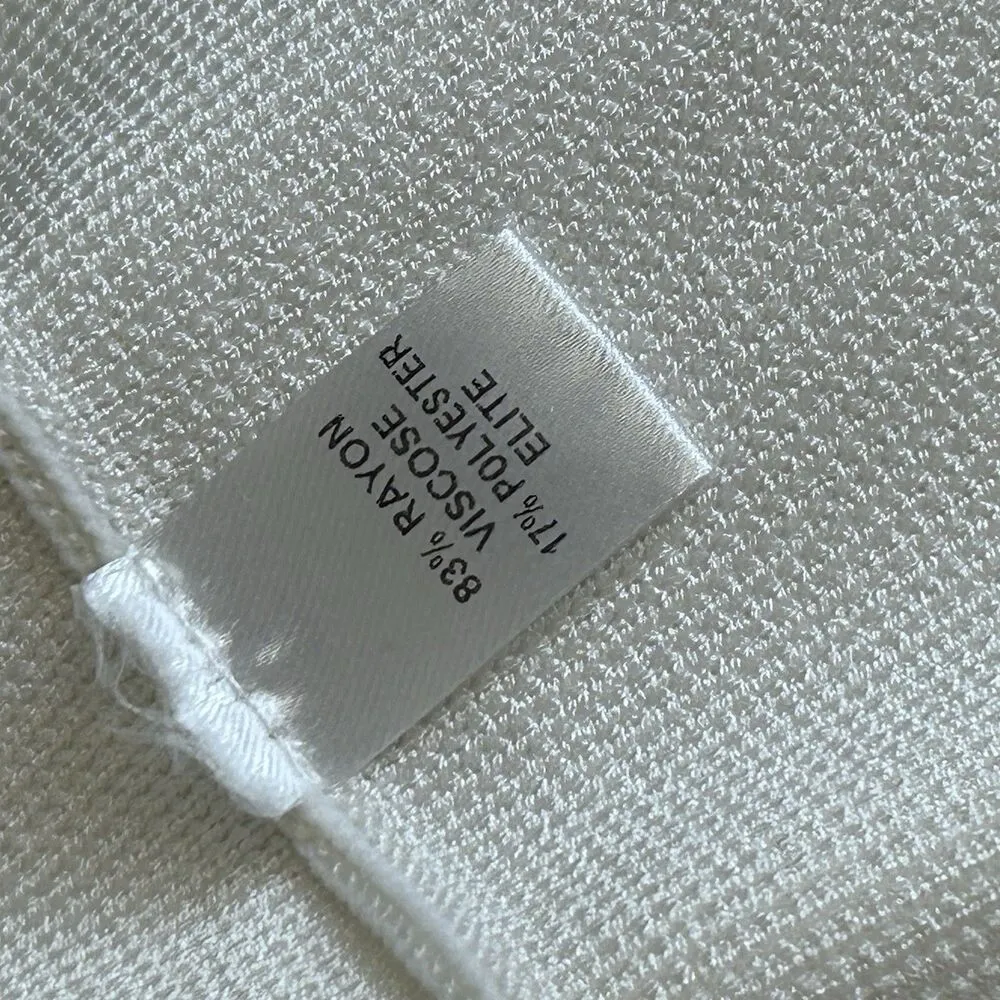 83% RAYON
VISCOSE
17% POLYESTER
ELITE